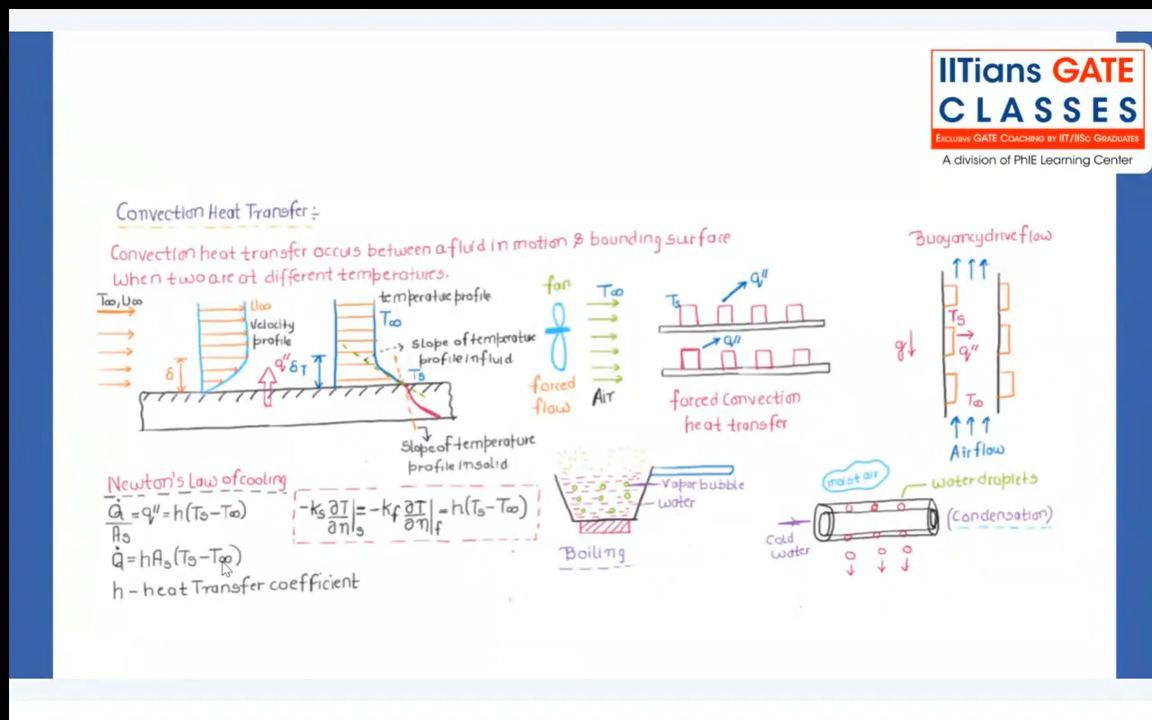 IITians GATE
CLASSES
EXCLUSIVE GATE COACHING BY IIT/IISc GRADUATES
A division of PhIE Learning Center
Convection Heat Transfer:-
Convection heat transfer occurs between a fluid in motion & bounding surface
When two are at different temperatures.
T∞, U∞
U∞
Velocity
profile
δ
q"
δT
temperature profile
T∞
slope of temperature
profile in fluid
Ts
Slope of temperature
profile in solid
fan
forced
flow
T∞
Air
Ts
q"
q"
forced Convection
heat transfer
Buoyancy drive flow
g↓
Ts
q"
T∞
Air flow
Newton's Law of cooling
Q̇/As = q" = h(Ts-T∞)
Q̇ = hAs(Ts-T∞)
h - heat Transfer coefficient
-ks ∂T/∂n|s = -kf ∂T/∂n|f = h(Ts-T∞)
Vapor bubble
water
Boiling
moist air
water droplets
(Condensation)
Cold
water